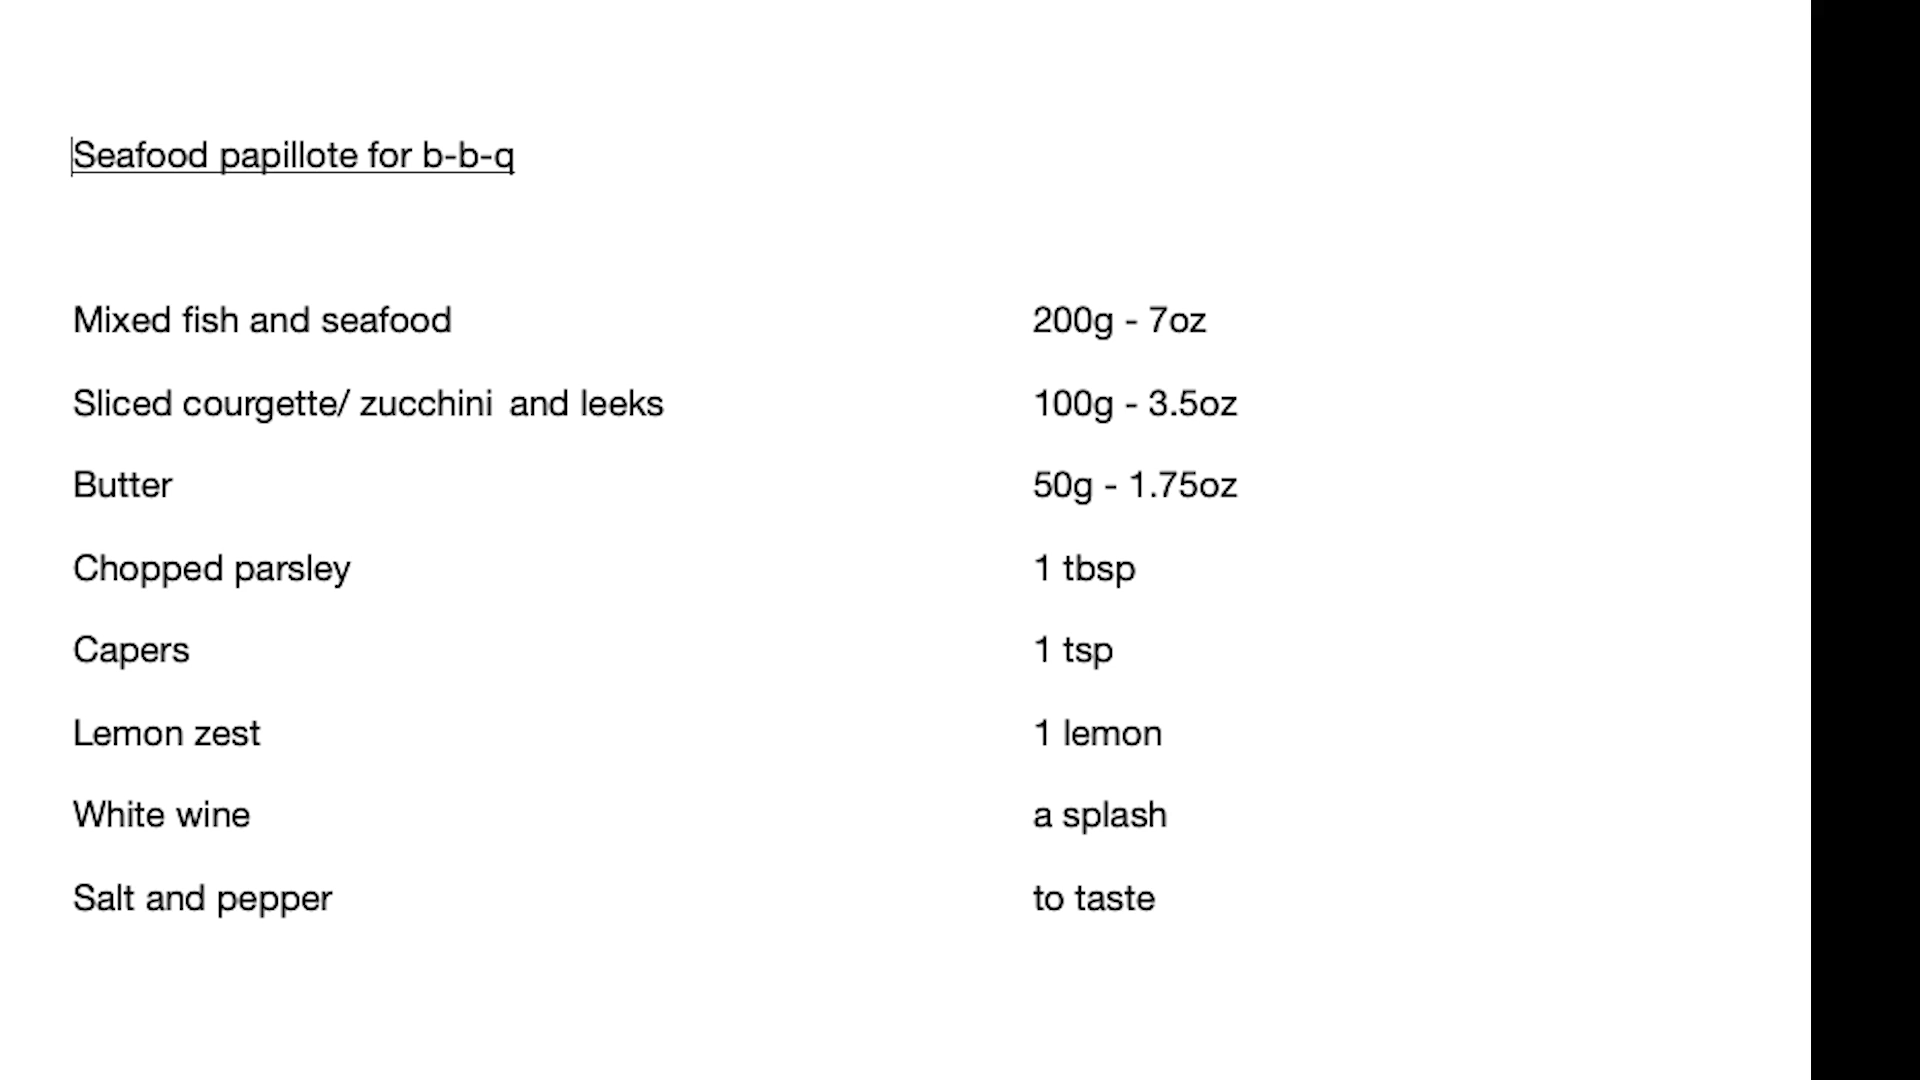 Seafood papillote for b-b-q
Mixed fish and seafood 200g - 7oz
Sliced courgette/ zucchini and leeks 100g - 3.5oz
Butter 50g - 1.75oz
Chopped parsley 1 tbsp
Capers 1 tsp
Lemon zest 1 lemon
White wine a splash
Salt and pepper to taste